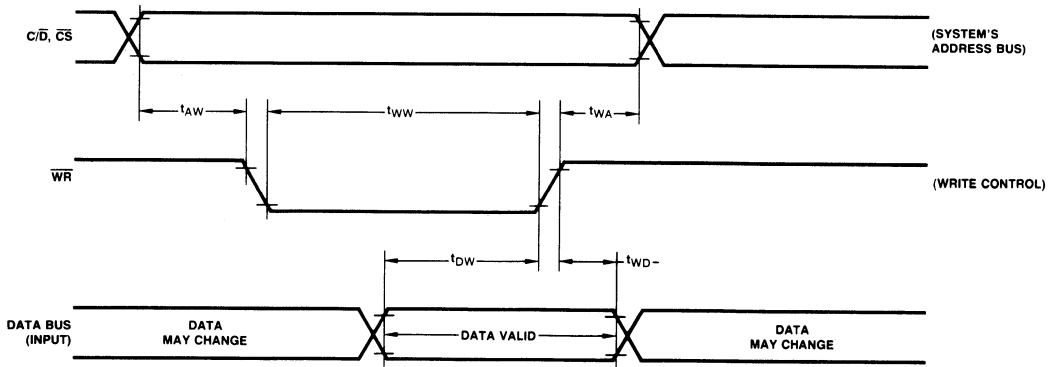 C/D̅, C̅S̅
(SYSTEM'S
ADDRESS BUS)
tAW
tWW
tWA
W̅R̅
(WRITE CONTROL)
tDW
tWD
DATA BUS
(INPUT)
DATA
MAY CHANGE
DATA VALID
DATA
MAY CHANGE